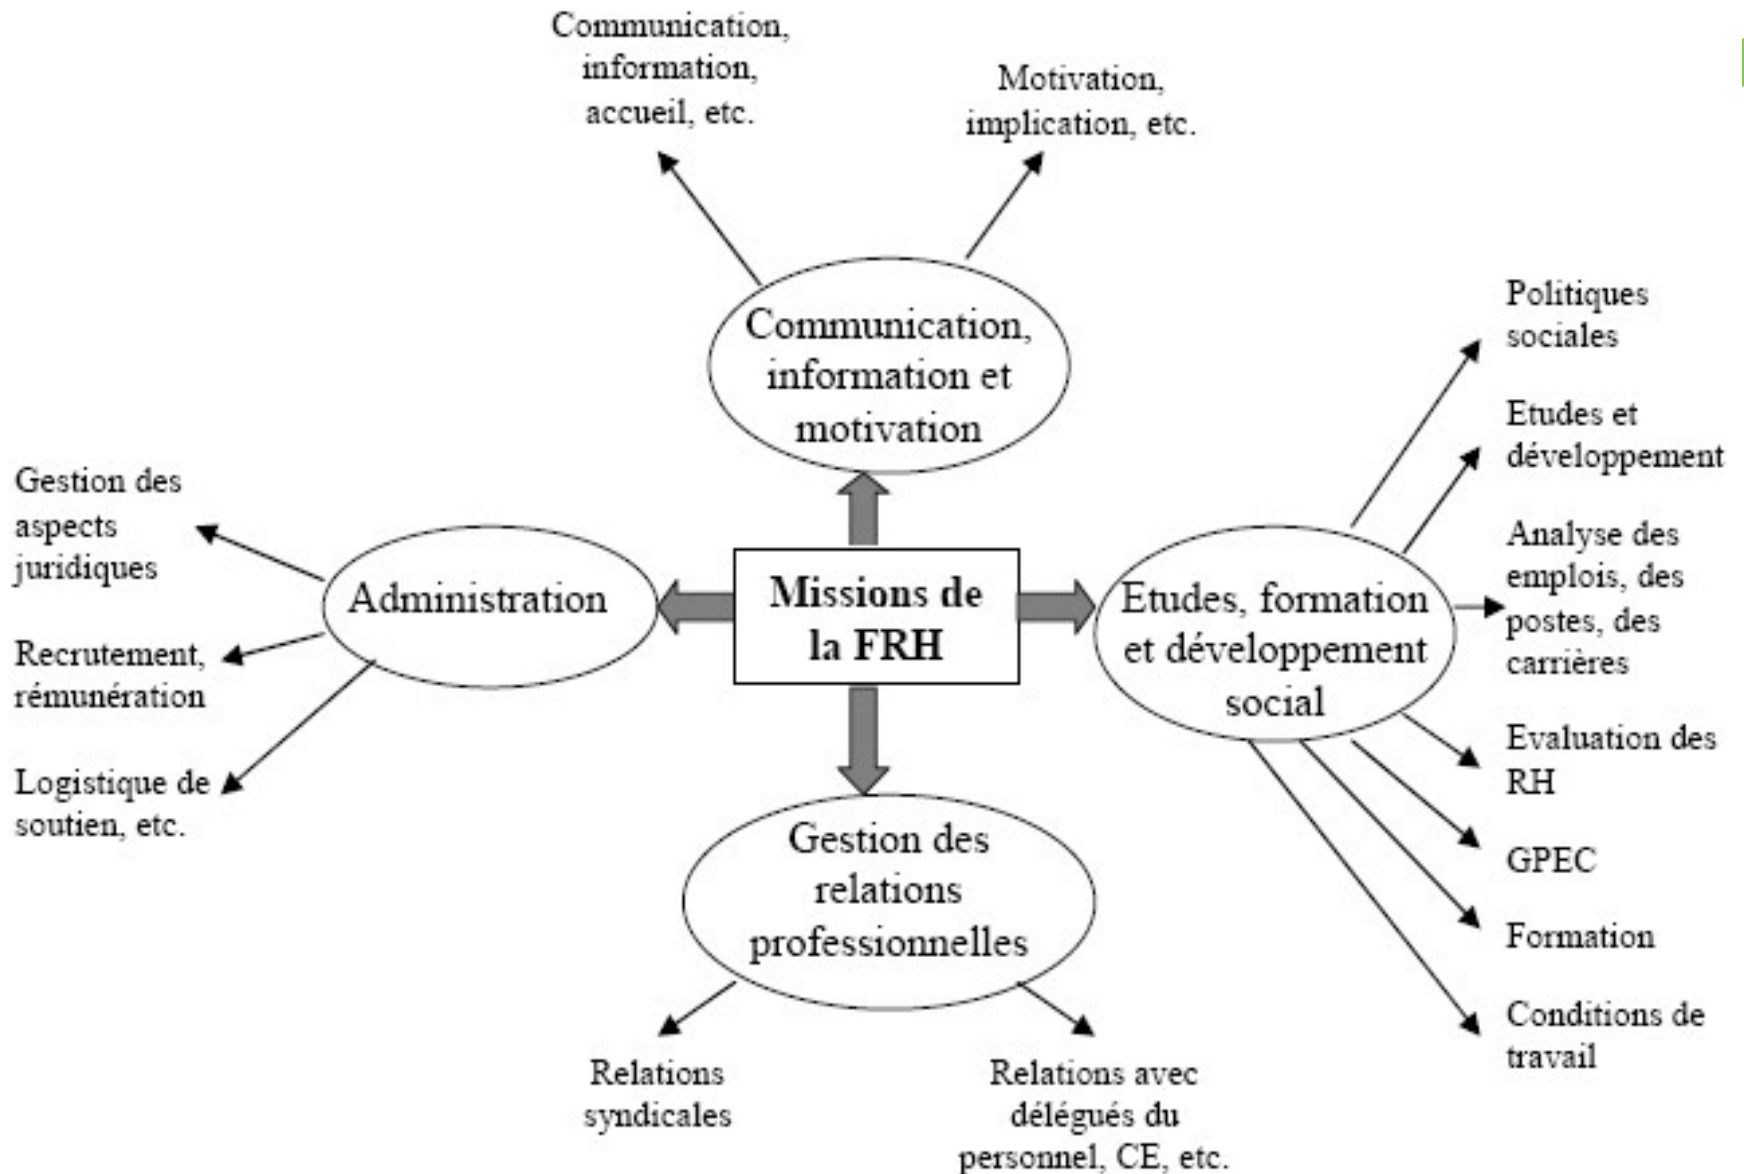 Communication,
information,
accueil, etc.
Motivation,
implication, etc.
Communication,
information et
motivation
Politiques
sociales
Etudes et
développement
Analyse des
emplois, des
postes, des
carrières
Evaluation des
RH
GPEC
Formation
Conditions de
travail
Etudes, formation
et développement
social
Missions de
la FRH
Administration
Gestion des
aspects
juridiques
Recrutement,
rémunération
Logistique de
soutien, etc.
Gestion des
relations
professionnelles
Relations
syndicales
Relations avec
délégués du
personnel, CE, etc.